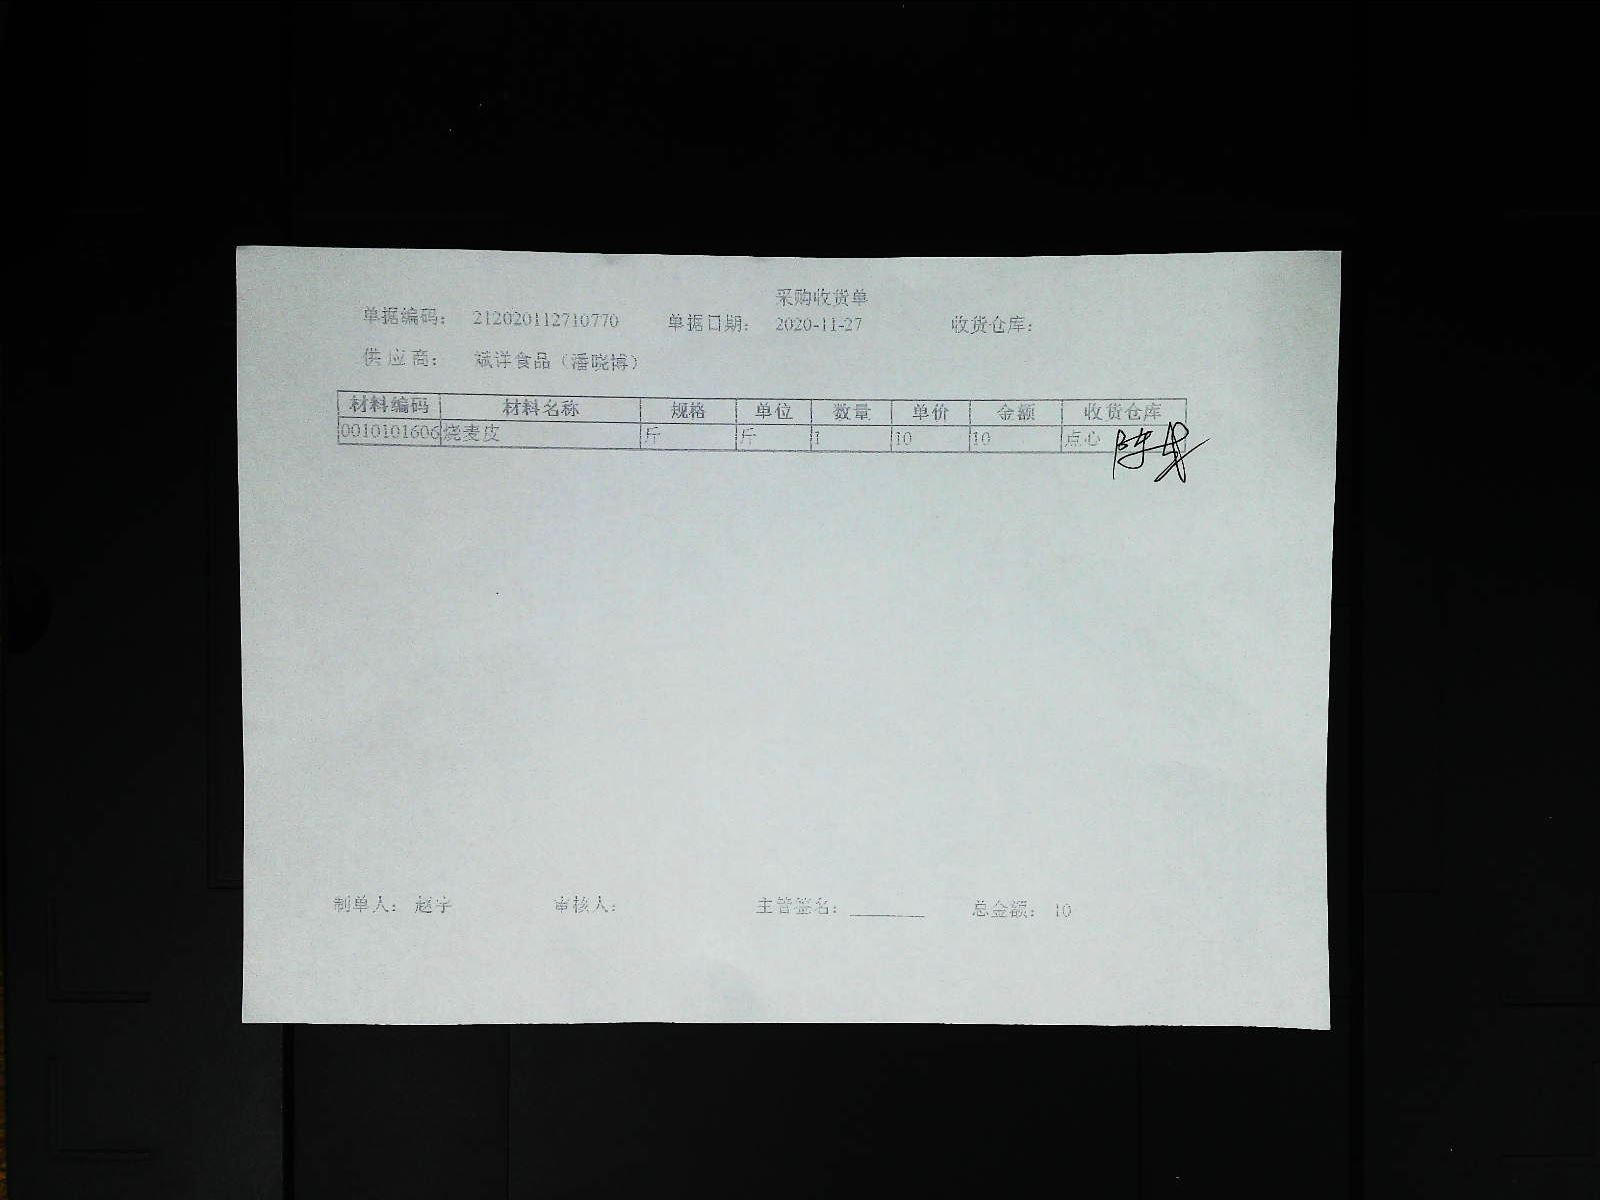 采购收货单
单据编码: 212020112710770 单据日期: 2020-11-27 收货仓库:
供应商: 斌洋食品（潘晓博）
材料编码 材料名称 规格 单位 数量 单价 金额 收货仓库
0010101606 烧麦皮 斤 斤 1 10 10 点心
制单人: 赵宇 审核人: 主管签名: ________ 总金额: 10